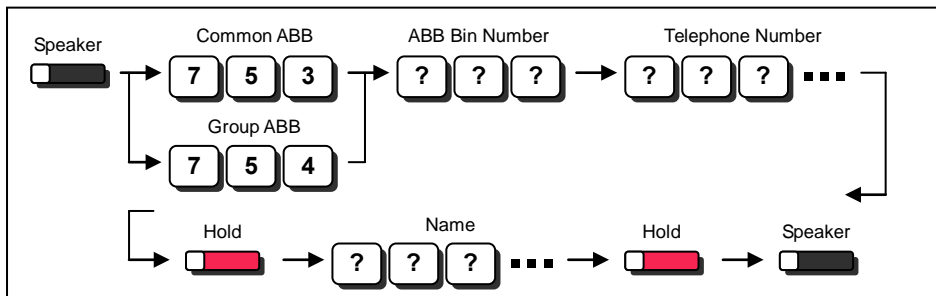 Speaker
Common ABB
7 5 3
ABB Bin Number
? ? ?
Telephone Number
? ? ?
Group ABB
7 5 4
Hold
Name
? ? ?
Hold
Speaker